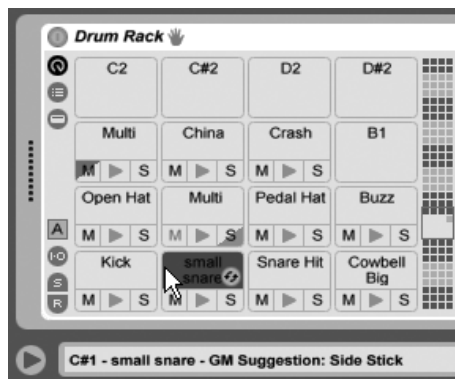 Drum Rack
C2 C#2 D2 D#2
Multi China Crash B1
M S M S M S
Open Hat Multi Pedal Hat Buzz
A M S M S M S M S
I-O Kick small snare Snare Hit Cowbell Big
S
R M S M S M S M S
C#1 - small snare - GM Suggestion: Side Stick